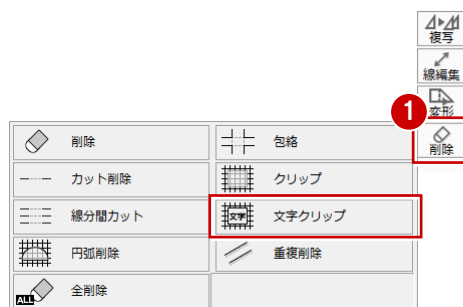 複写
線編集
変形
1
削除
削除
包絡
カット削除
クリップ
線分間カット
文字
文字クリップ
円弧削除
重複削除
ALL
全削除